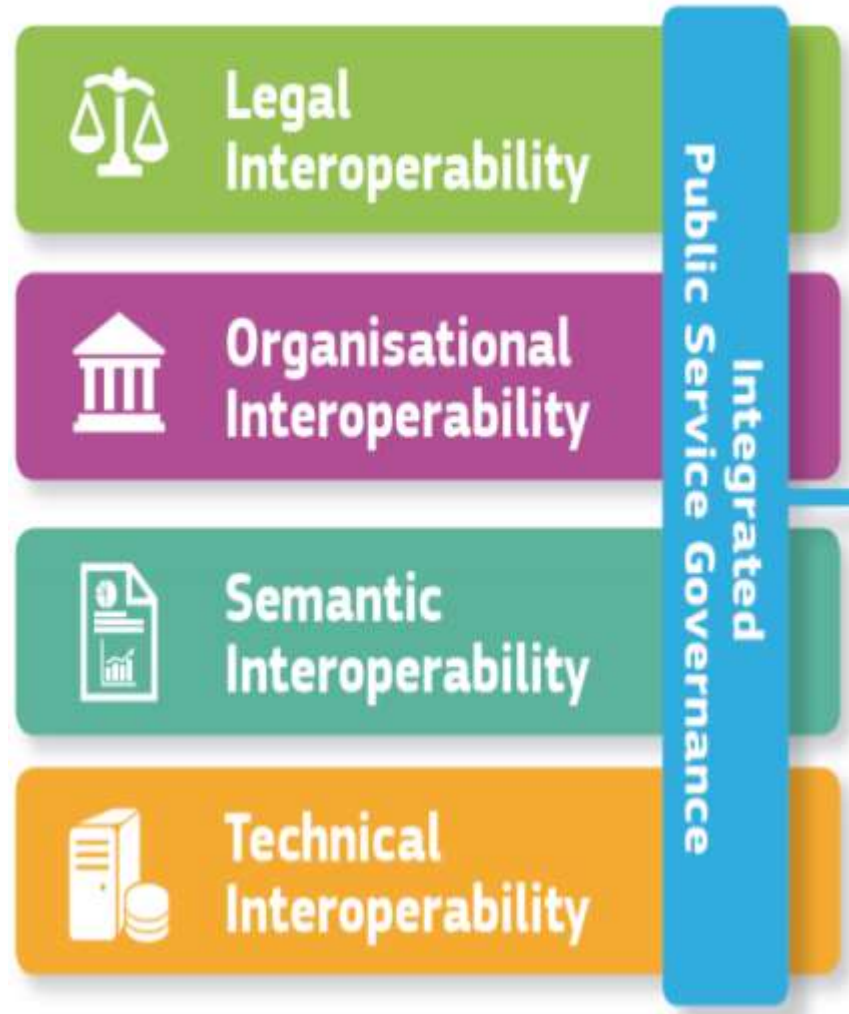 Legal
Interoperability
Organisational
Interoperability
Semantic
Interoperability
Technical
Interoperability
Integrated
Public Service Governance